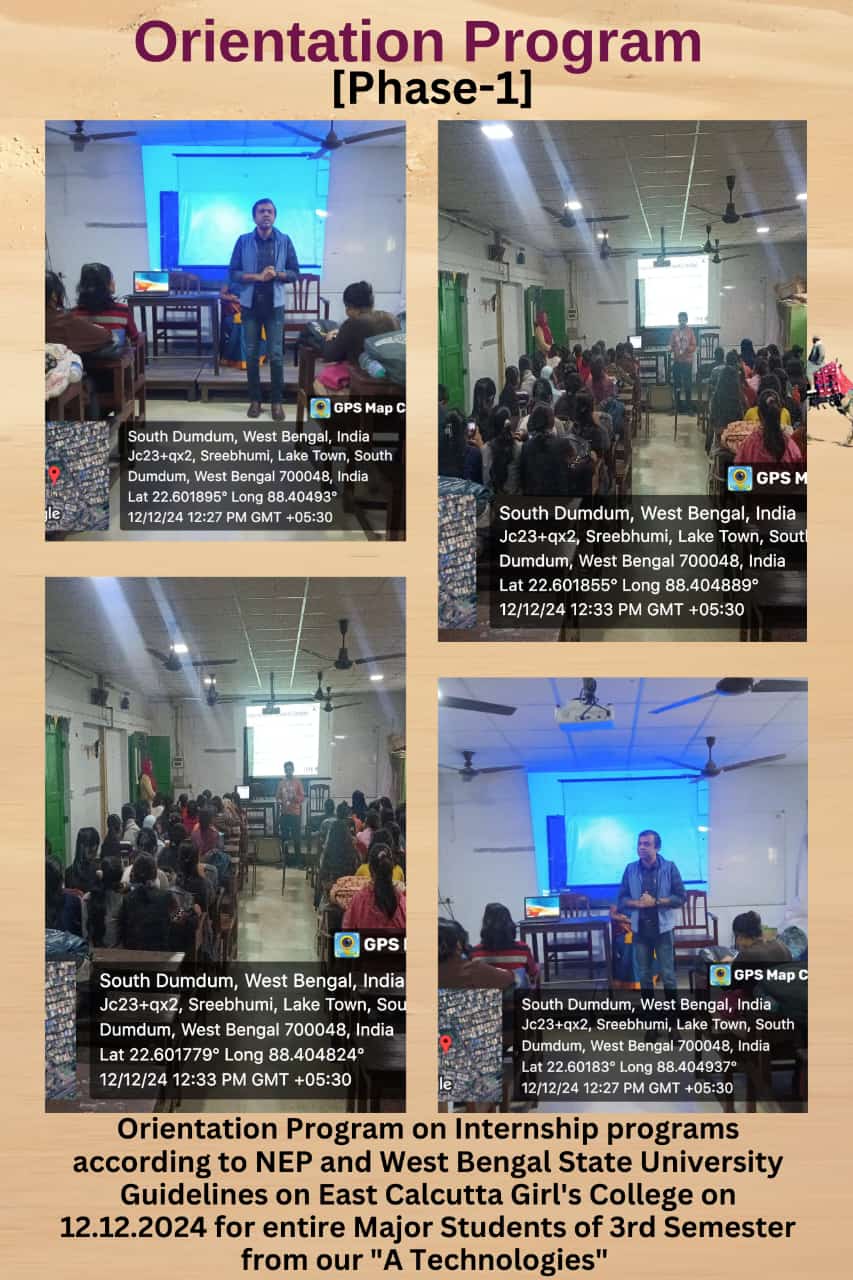 Orientation Program
[Phase-1]
GPS Map C
South Dumdum, West Bengal, India
Jc23+qx2, Sreebhumi, Lake Town, South
Dumdum, West Bengal 700048, India
Lat 22.601895° Long 88.40493°
12/12/24 12:27 PM GMT +05:30
gle
GPS M
South Dumdum, West Bengal, India
Jc23+qx2, Sreebhumi, Lake Town, Sout
Dumdum, West Bengal 700048, India
Lat 22.601855° Long 88.404889°
12/12/24 12:33 PM GMT +05:30
GPS
South Dumdum, West Bengal, India
Jc23+qx2, Sreebhumi, Lake Town, Sou
Dumdum, West Bengal 700048, India
Lat 22.601779° Long 88.404824°
12/12/24 12:33 PM GMT +05:30
GPS Map C
South Dumdum, West Bengal, India
Jc23+qx2, Sreebhumi, Lake Town, South
Dumdum, West Bengal 700048, India
Lat 22.60183° Long 88.404937°
12/12/24 12:27 PM GMT +05:30
le
Orientation Program on Internship programs
according to NEP and West Bengal State University
Guidelines on East Calcutta Girl's College on
12.12.2024 for entire Major Students of 3rd Semester
from our "A Technologies"